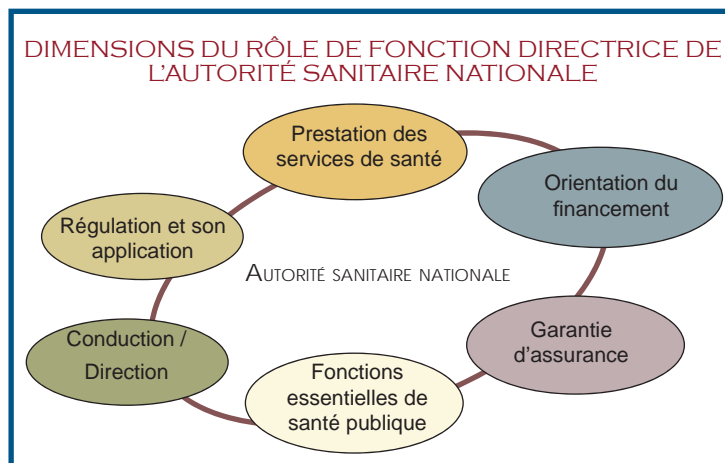 DIMENSIONS DU RÔLE DE FONCTION DIRECTRICE DE
L'AUTORITÉ SANITAIRE NATIONALE
Prestation des
services de santé
Orientation du
financement
Régulation et son
application
AUTORITÉ SANITAIRE NATIONALE
Garantie
d'assurance
Conduction /
Direction
Fonctions
essentielles de
santé publique